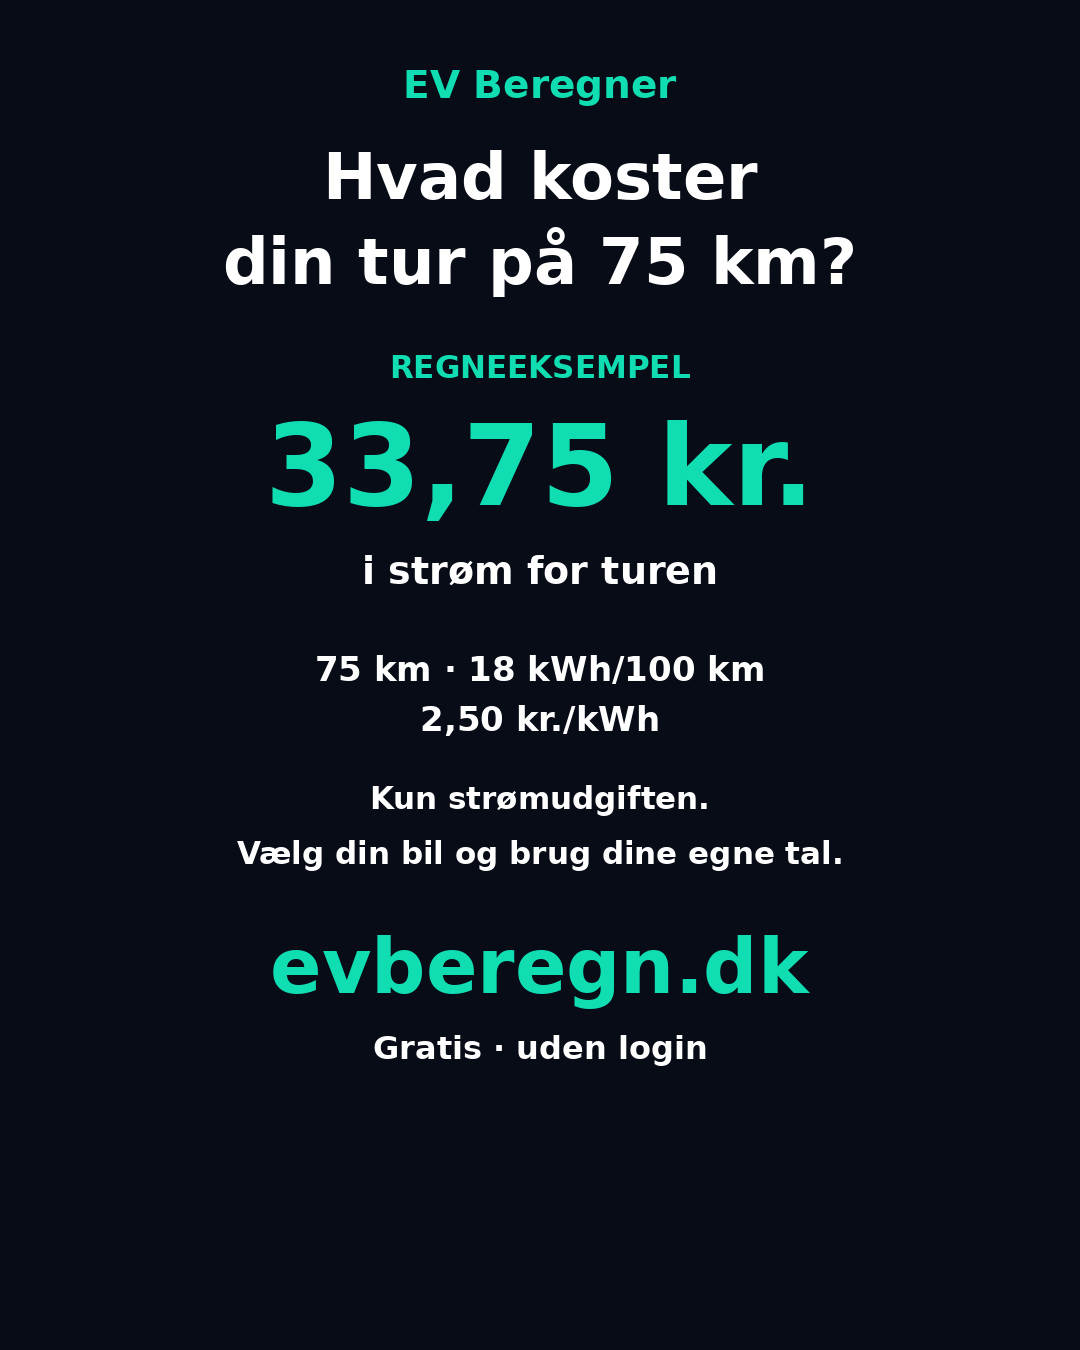 EV Beregner
Hvad koster
din tur på 75 km?
REGNEEKSEMPEL
33,75 kr.
i strøm for turen
75 km · 18 kWh/100 km
2,50 kr./kWh
Kun strømudgiften.
Vælg din bil og brug dine egne tal.
evberegn.dk
Gratis · uden login